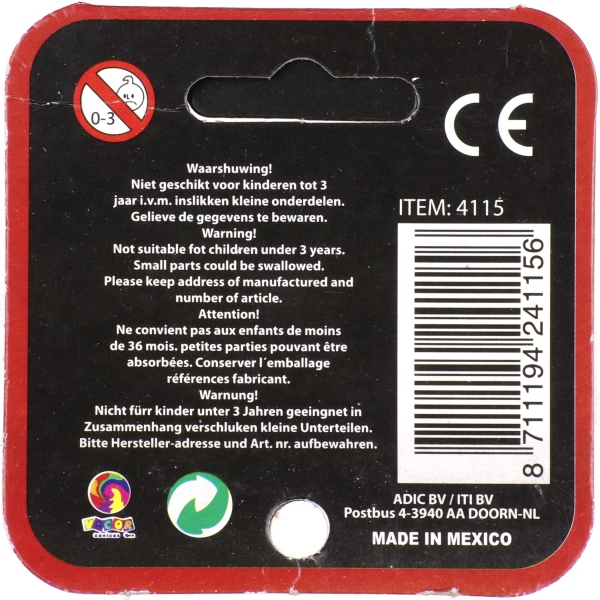 0-3
CE
Waarshuwing!
Niet geschikt voor kinderen tot 3
jaar i.v.m. inslikken kleine onderdelen.
Gelieve de gegevens te bewaren.
Warning!
Not suitable fot children under 3 years.
Small parts could be swallowed.
Please keep address of manufactured and
number of article.
Attention!
Ne convient pas aux enfants de moins
de 36 mois. petites parties pouvant être
absorbées. Conserver l´emballage
références fabricant.
Warnung!
Nicht fürr kinder unter 3 Jahren geeingnet in
Zusammenhang verschluken kleine Unterteilen.
Bitte Hersteller-adresse und Art. nr. aufbewahren.
ITEM: 4115
8 711194 241156
VACOR
canicas
ADIC BV / ITI BV
Postbus 4-3940 AA DOORN-NL
MADE IN MEXICO